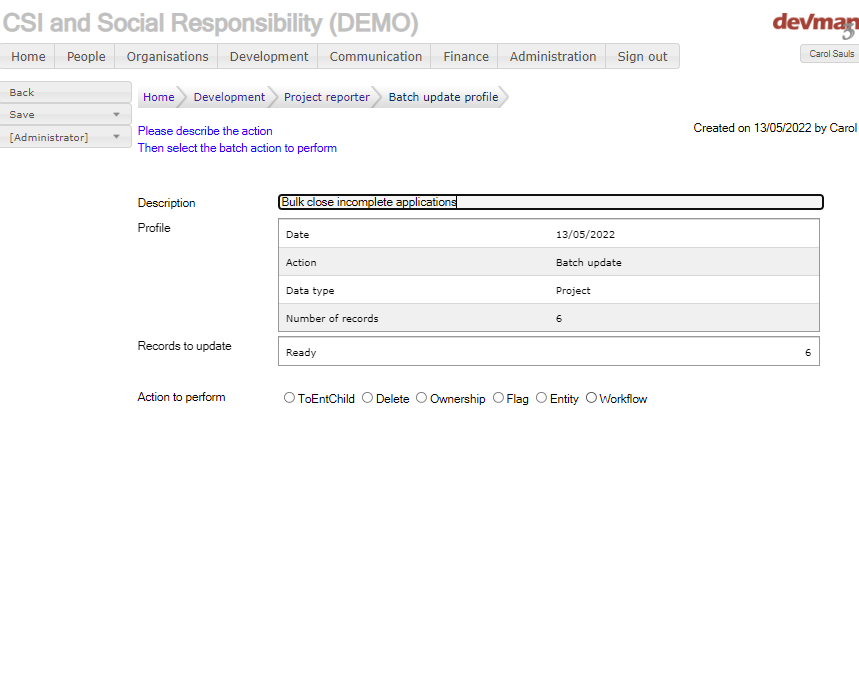 CSI and Social Responsibility (DEMO)
devman
3
Home People Organisations Development Communication Finance Administration Sign out
Carol Sauls
Back
Save
[Administrator]
Home Development Project reporter Batch update profile
Please describe the action
Then select the batch action to perform
Created on 13/05/2022 by Carol
Description Bulk close incomplete applications
Profile
Date 13/05/2022
Action Batch update
Data type Project
Number of records 6
Records to update
Ready 6
Action to perform ToEntChild Delete Ownership Flag Entity Workflow